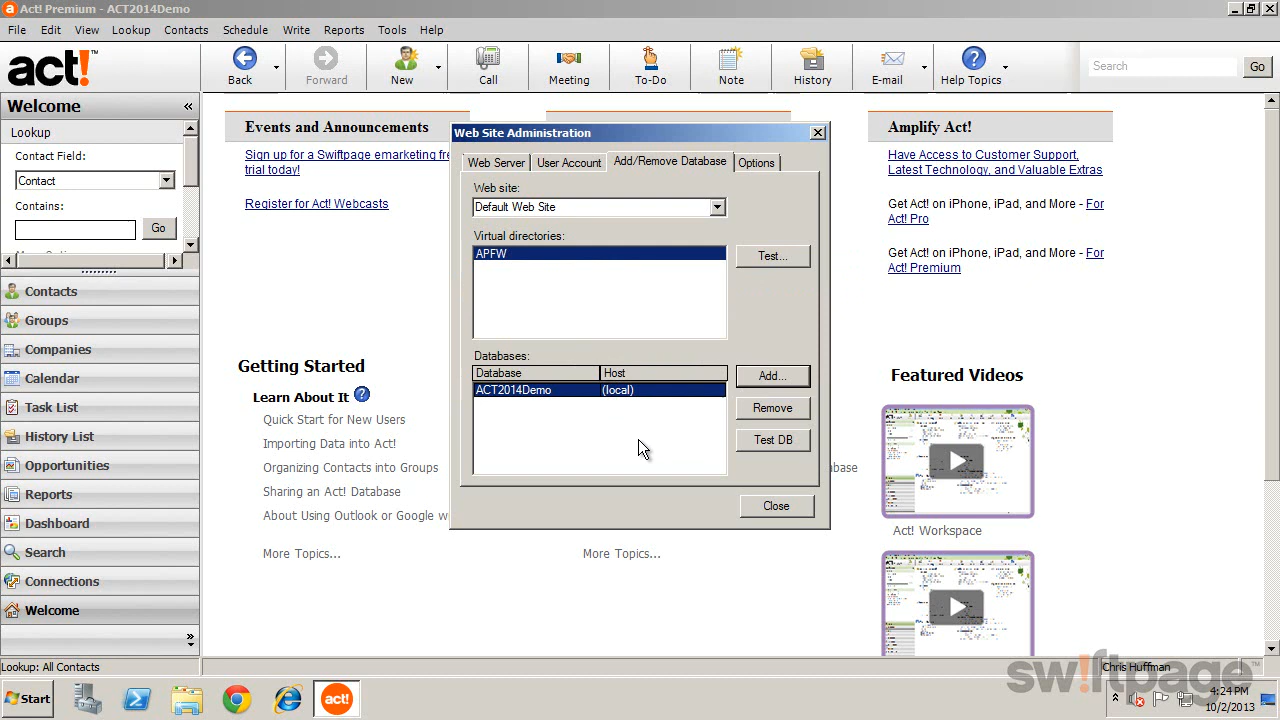 Act! Premium - ACT2014Demo
File Edit View Lookup Contacts Schedule Write Reports Tools Help
act!™
Back
Forward
New
Call
Meeting
To-Do
Note
History
E-mail
Help Topics
Search
Go
Welcome
Lookup
Contact Field:
Contact
Contains:
Go
Contacts
Groups
Companies
Calendar
Task List
History List
Opportunities
Reports
Dashboard
Search
Connections
Welcome
Events and Announcements
Sign up for a Swiftpage emarketing fre
trial today!
Register for Act! Webcasts
Getting Started
Learn About It
Quick Start for New Users
Importing Data into Act!
Organizing Contacts into Groups
Sharing an Act! Database
About Using Outlook or Google w
More Topics...
Web Site Administration
Web Server
User Account
Add/Remove Database
Options
Web site:
Default Web Site
Virtual directories:
APFW
Test...
Databases:
Database Host
ACT2014Demo (local)
Add...
Remove
Test DB
Close
abase
More Topics...
Amplify Act!
Have Access to Customer Support,
Latest Technology, and Valuable Extras
Get Act! on iPhone, iPad, and More - For
Act! Pro
Get Act! on iPhone, iPad, and More - For
Act! Premium
Featured Videos
Act! Workspace
Lookup: All Contacts
Chris Huffman
sw!ftpage
Start
act!
4:24 PM
10/2/2013